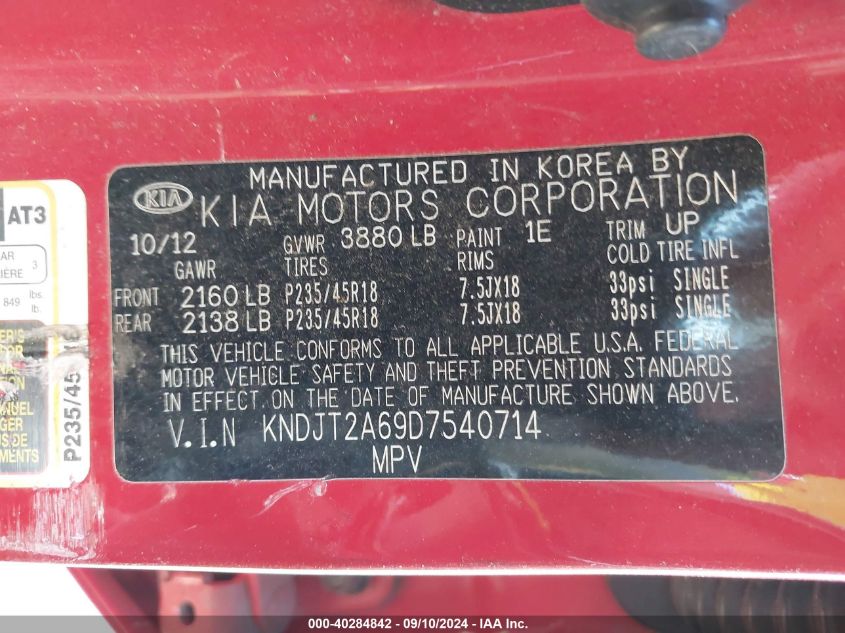 MANUFACTURED IN KOREA BY
KIA KIA MOTORS CORPORATION
10/12 GVWR 3880 LB PAINT 1E TRIM UP
GAWR TIRES RIMS COLD TIRE INFL
FRONT 2160 LB P235/45R18 7.5JX18 33psi SINGLE
REAR 2138 LB P235/45R18 7.5JX18 33psi SINGLE
THIS VEHICLE CONFORMS TO ALL APPLICABLE U.S.A. FEDERAL
MOTOR VEHICLE SAFETY AND THEFT PREVENTION STANDARDS
IN EFFECT ON THE DATE OF MANUFACTURE SHOWN ABOVE.
V.I.N KNDJT2A69D7540714
MPV
AT3
3
849 lbs.
lb.
P235/45
000-40284842 - 09/10/2024 - IAA Inc.